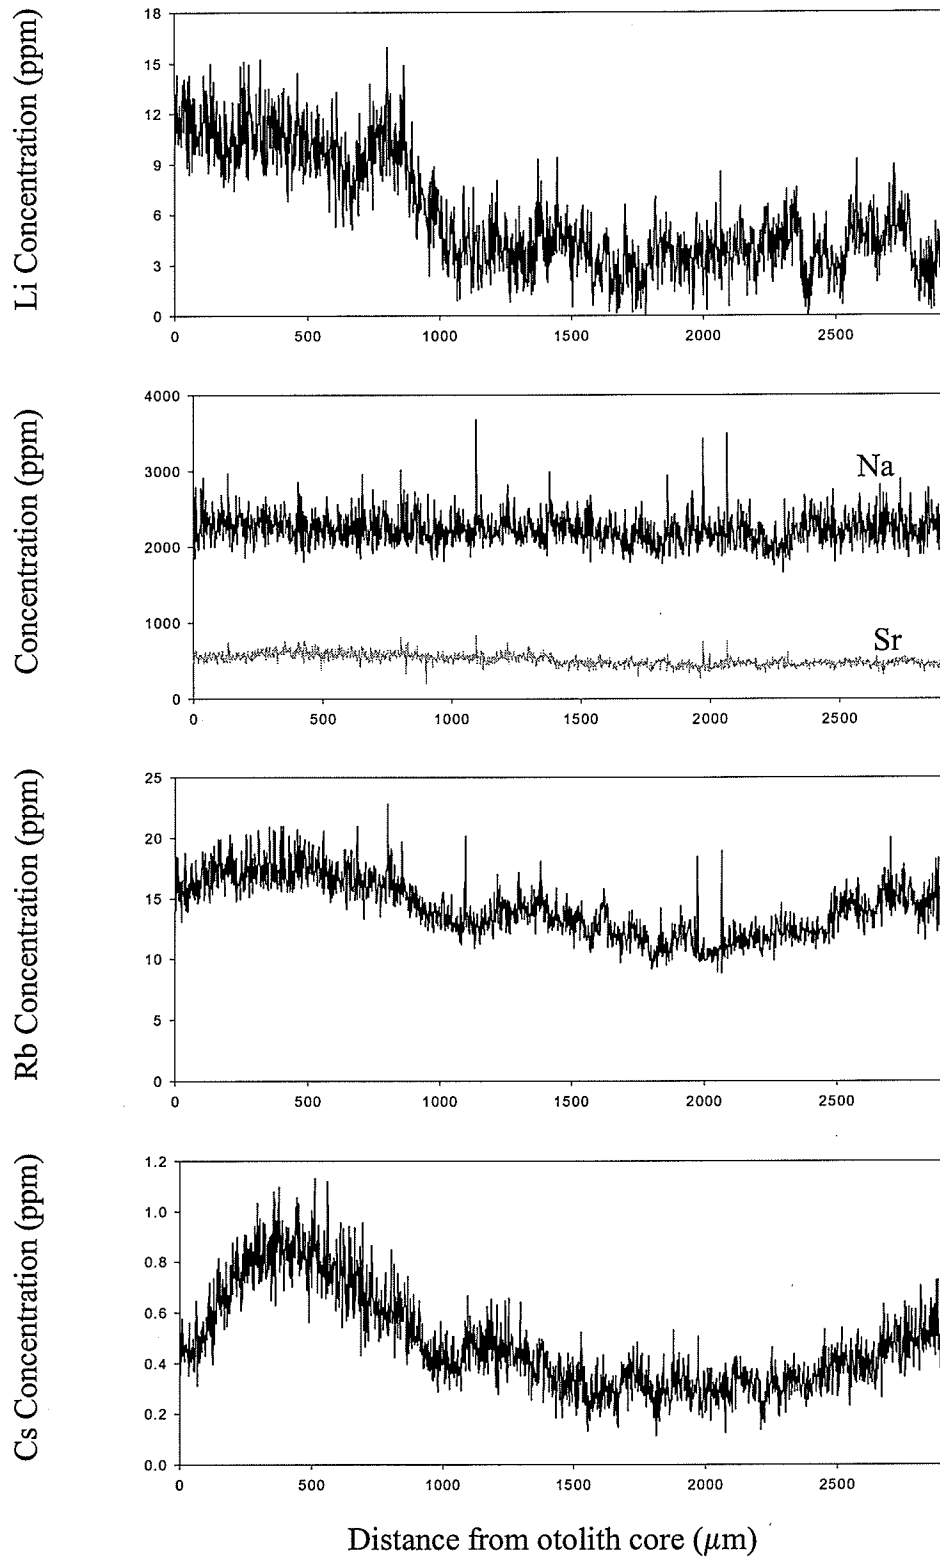 Li Concentration (ppm)
18
15
12
9
6
3
0
0 500 1000 1500 2000 2500
Concentration (ppm)
4000
3000
2000
1000
0
Na
Sr
0 500 1000 1500 2000 2500
Rb Concentration (ppm)
25
20
15
10
5
0
0 500 1000 1500 2000 2500
Cs Concentration (ppm)
1.2
1.0
0.8
0.6
0.4
0.2
0.0
0 500 1000 1500 2000 2500
Distance from otolith core (μm)